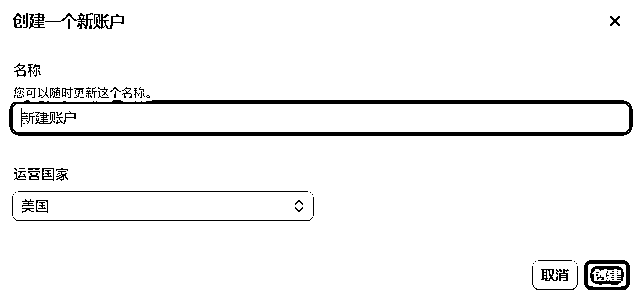 创建一个新账户
名称
您可以随时更新这个名称。
新建账户
运营国家
美国
取消
创建